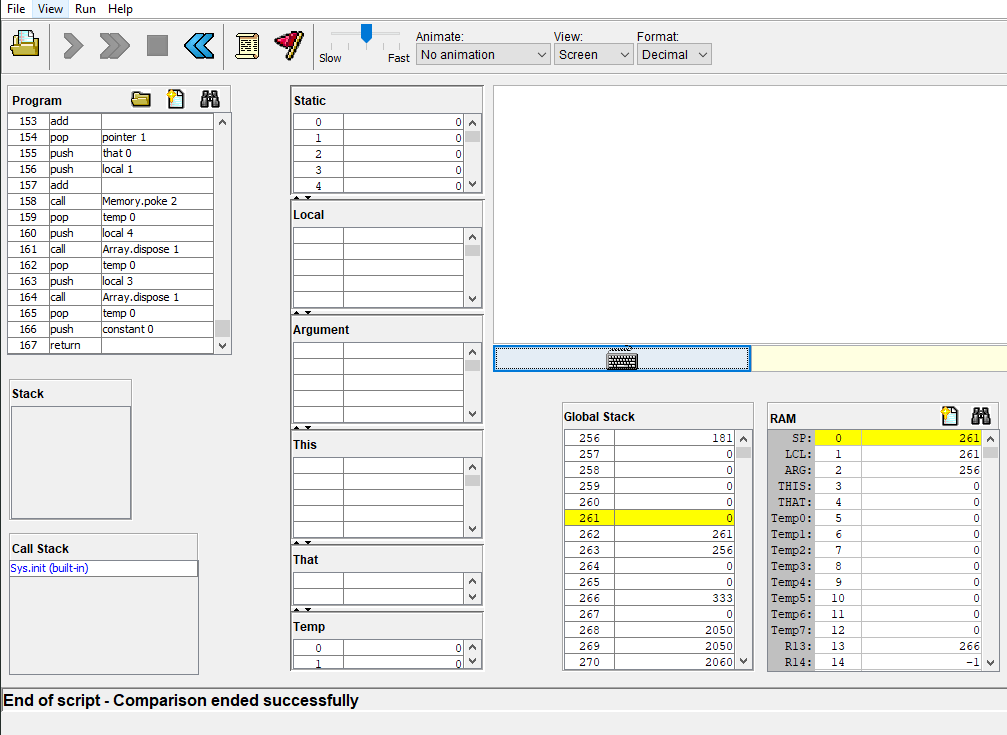 File View Run Help
Animate: View: Format:
Slow Fast No animation Screen Decimal
Program
153 add
154 pop pointer 1
155 push that 0
156 push local 1
157 add
158 call Memory.poke 2
159 pop temp 0
160 push local 4
161 call Array.dispose 1
162 pop temp 0
163 push local 3
164 call Array.dispose 1
165 pop temp 0
166 push constant 0
167 return
Stack
Call Stack
Sys.init (built-in)
Static
0 0
1 0
2 0
3 0
4 0
Local
Argument
This
That
Temp
0 0
1 0
Global Stack
256 181
257 0
258 0
259 0
260 0
261 0
262 261
263 256
264 0
265 0
266 333
267 0
268 2050
269 2050
270 2060
RAM
SP: 0 261
LCL: 1 261
ARG: 2 256
THIS: 3 0
THAT: 4 0
Temp0: 5 0
Temp1: 6 0
Temp2: 7 0
Temp3: 8 0
Temp4: 9 0
Temp5: 10 0
Temp6: 11 0
Temp7: 12 0
R13: 13 266
R14: 14 -1
End of script - Comparison ended successfully